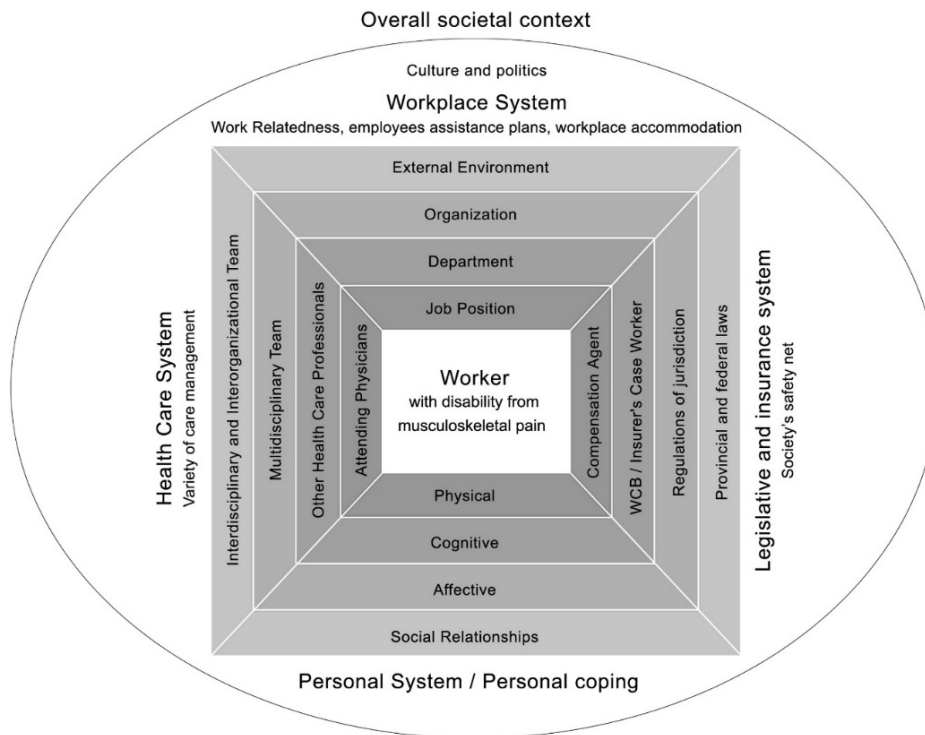 Overall societal context
Culture and politics
Workplace System
Work Relatedness, employees assistance plans, workplace accommodation
External Environment
Organization
Department
Job Position
Health Care System
Variety of care management
Interdisciplinary and Interorganizational Team
Multidisciplinary Team
Other Health Care Professionals
Attending Physicians
Worker
with disability from
musculoskeletal pain
Compensation Agent
WCB / Insurer's Case Worker
Regulations of jurisdiction
Provincial and federal laws
Legislative and insurance system
Society's safety net
Physical
Cognitive
Affective
Social Relationships
Personal System / Personal coping